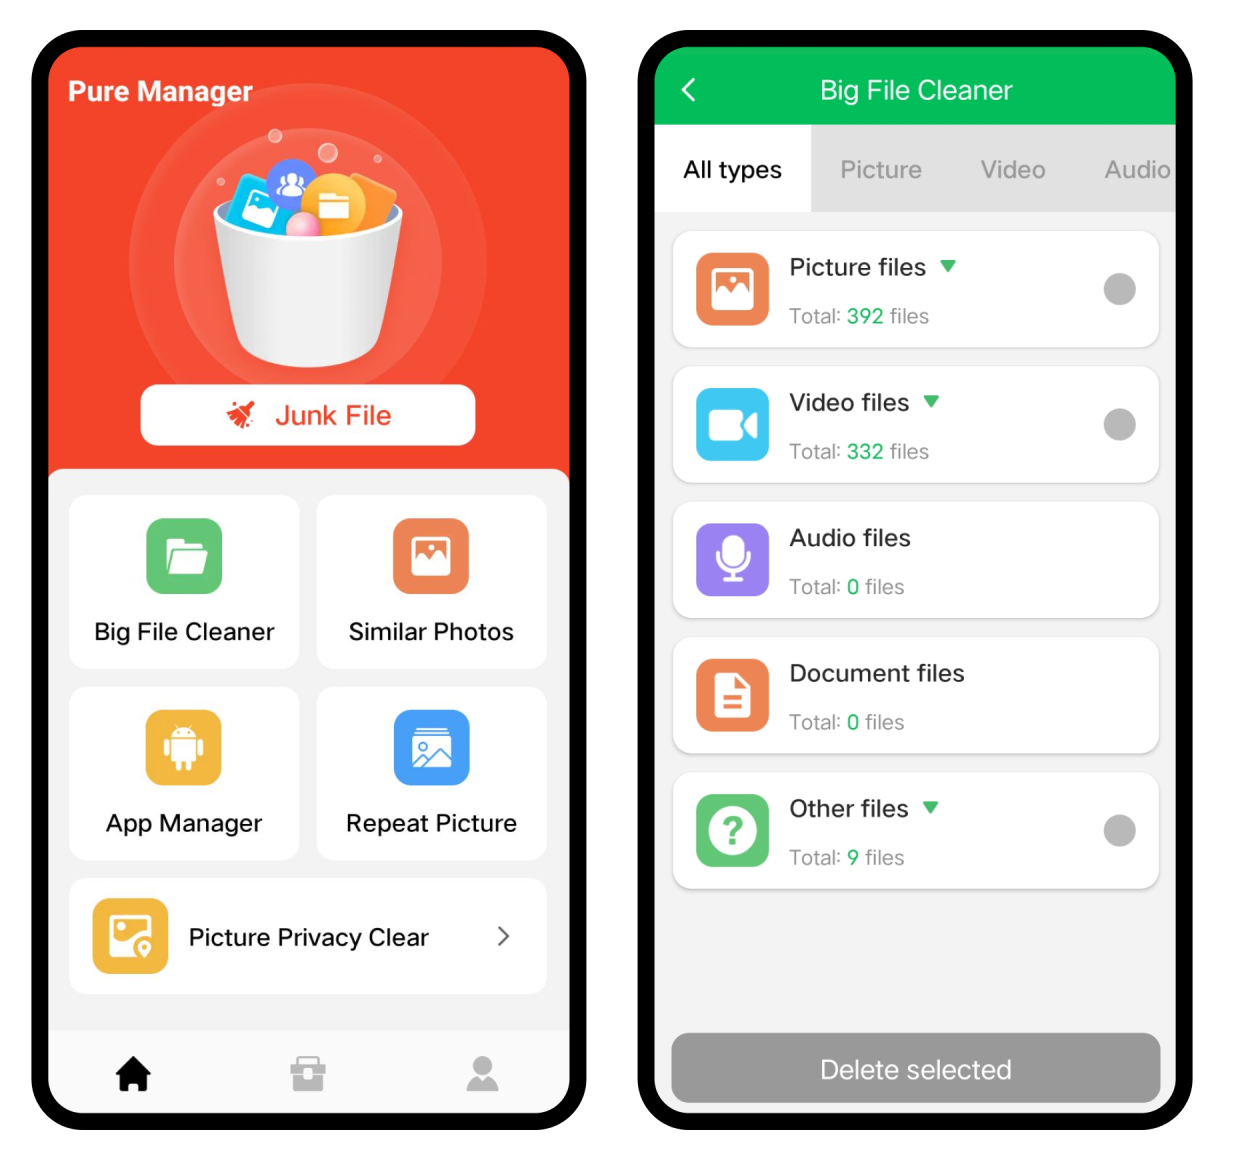 Pure Manager
Junk File
Big File Cleaner
Similar Photos
App Manager
Repeat Picture
Picture Privacy Clear
Big File Cleaner
All types
Picture
Video
Audio
Picture files
Total: 392 files
Video files
Total: 332 files
Audio files
Total: 0 files
Document files
Total: 0 files
?
Other files
Total: 9 files
Delete selected